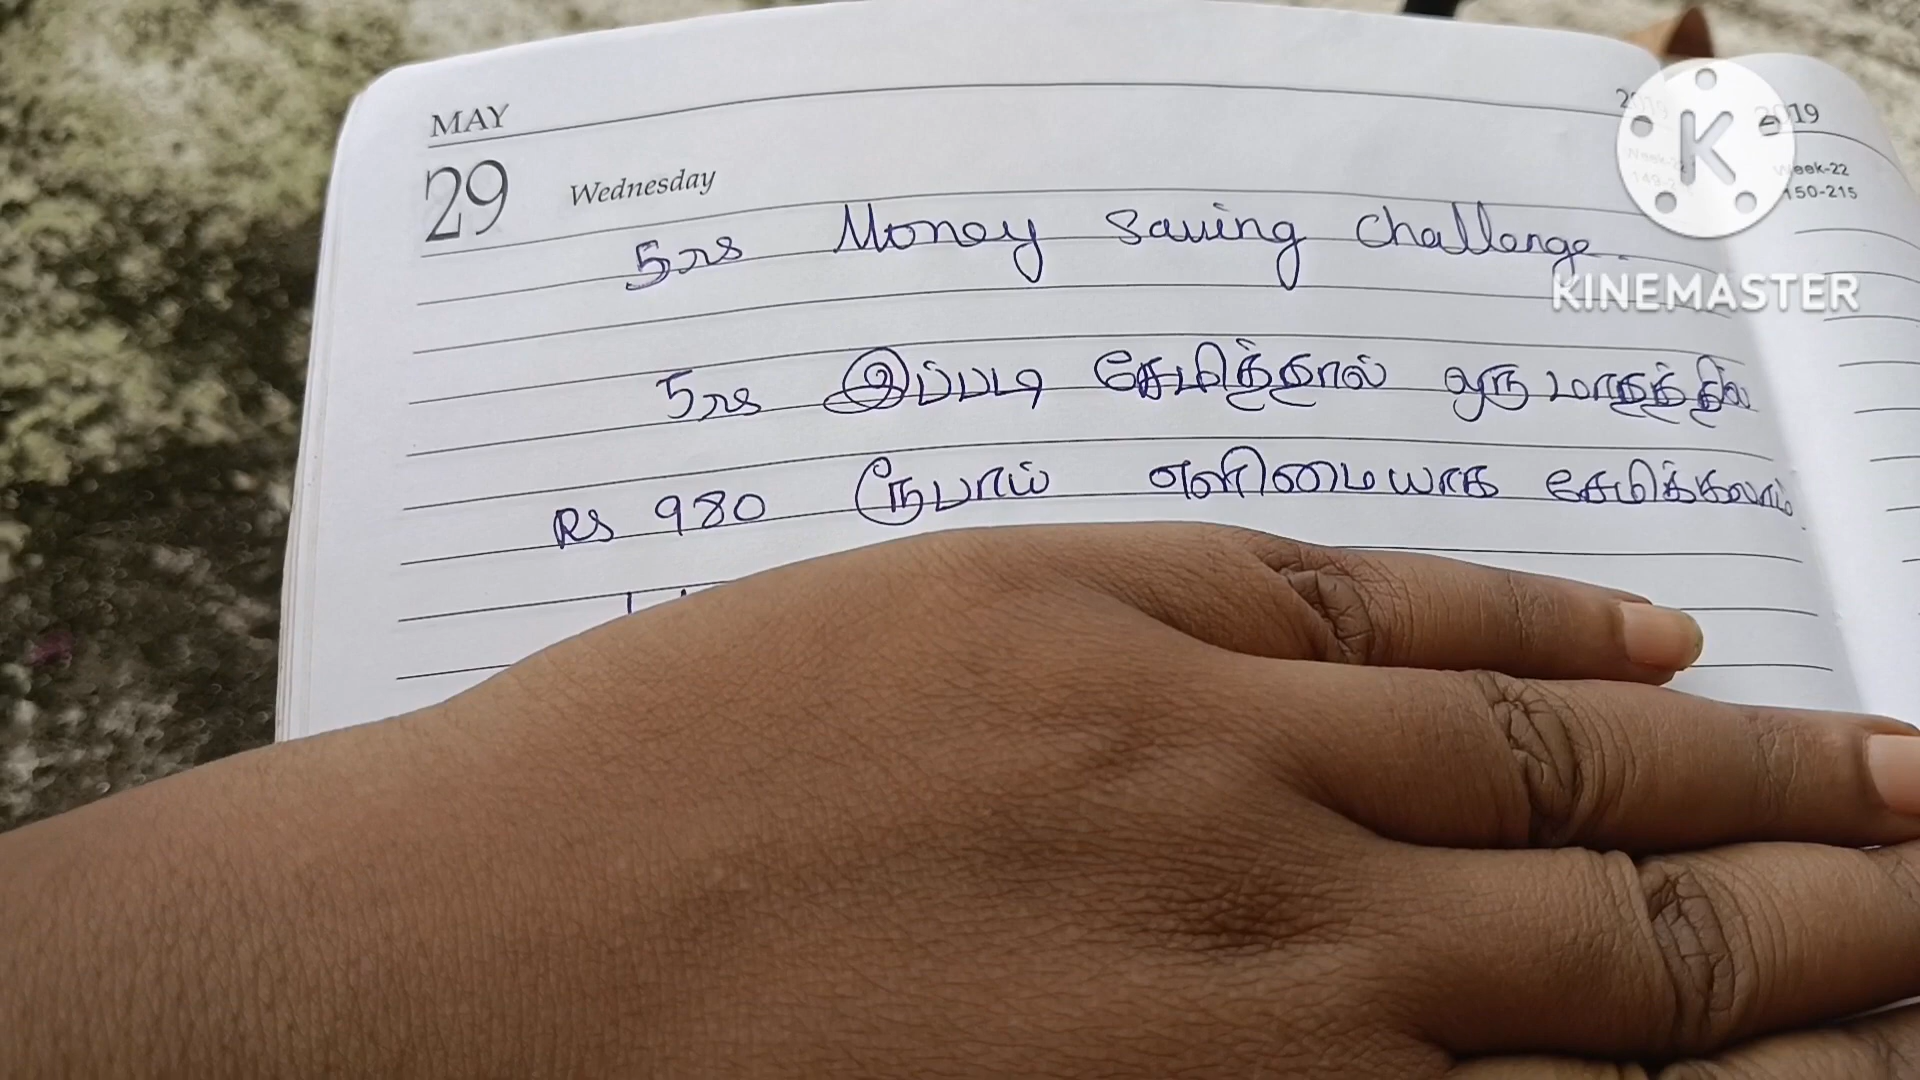 MAY
29 Wednesday
2019
Week-22
150-215
5rs Money Saving Challenge.
5rs இப்படி சேமித்தால் ஒரு மாதத்தில்
Rs 980 ரூபாய் எளிமையாக சேமிக்கலாம்.
KINEMASTER